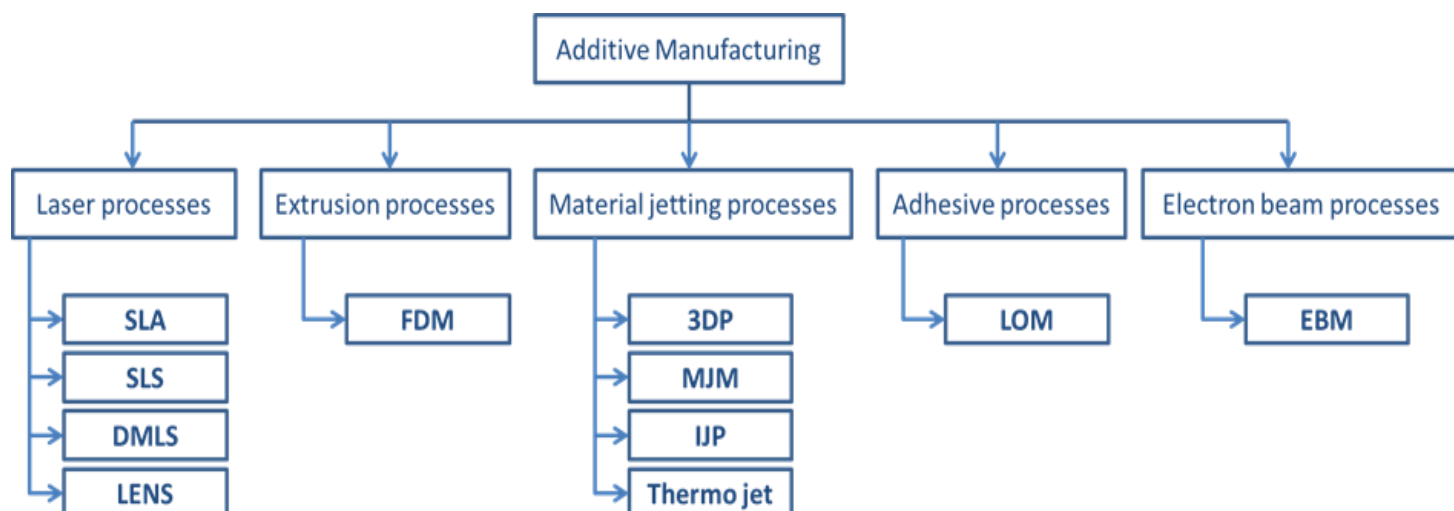 Additive Manufacturing
Laser processes
Extrusion processes
Material jetting processes
Adhesive processes
Electron beam processes
SLA
SLS
DMLS
LENS
FDM
3DP
MJM
IJP
Thermo jet
LOM
EBM